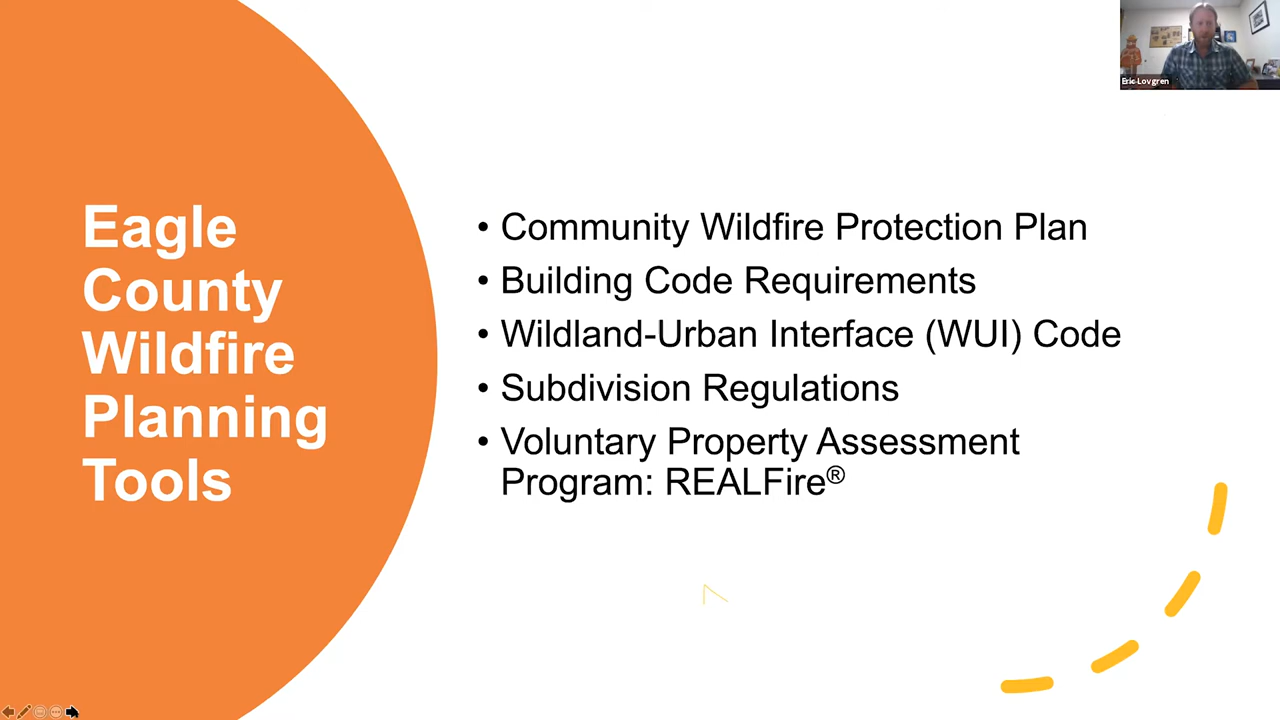 Eagle
County
Wildfire
Planning
Tools
• Community Wildfire Protection Plan
• Building Code Requirements
• Wildland-Urban Interface (WUI) Code
• Subdivision Regulations
• Voluntary Property Assessment
Program: REALFire®
Eric Lovgren